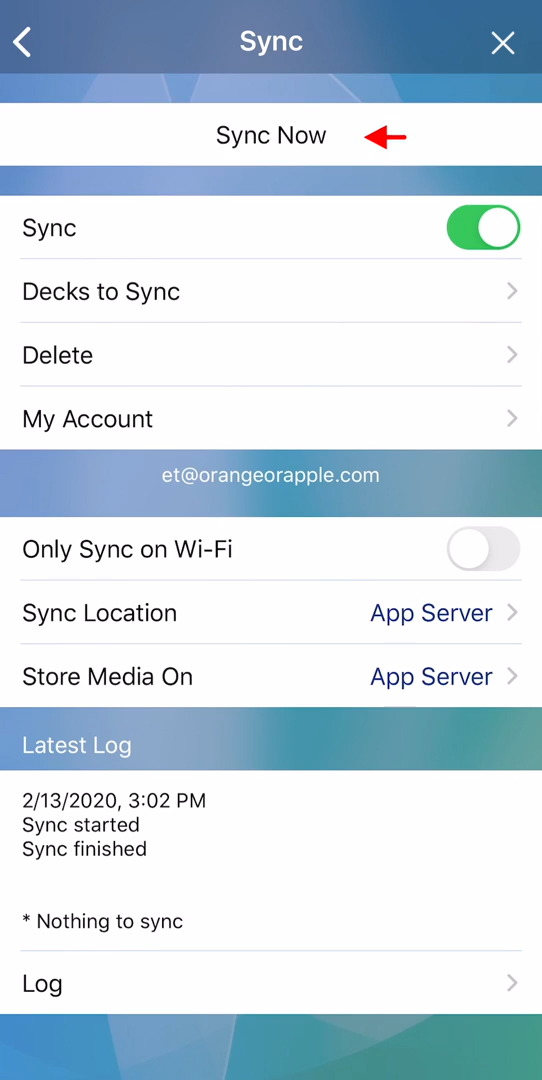 Sync
Sync Now
Sync
Decks to Sync
Delete
My Account
et@orangeorapple.com
Only Sync on Wi-Fi
Sync Location App Server
Store Media On App Server
Latest Log
2/13/2020, 3:02 PM
Sync started
Sync finished
* Nothing to sync
Log